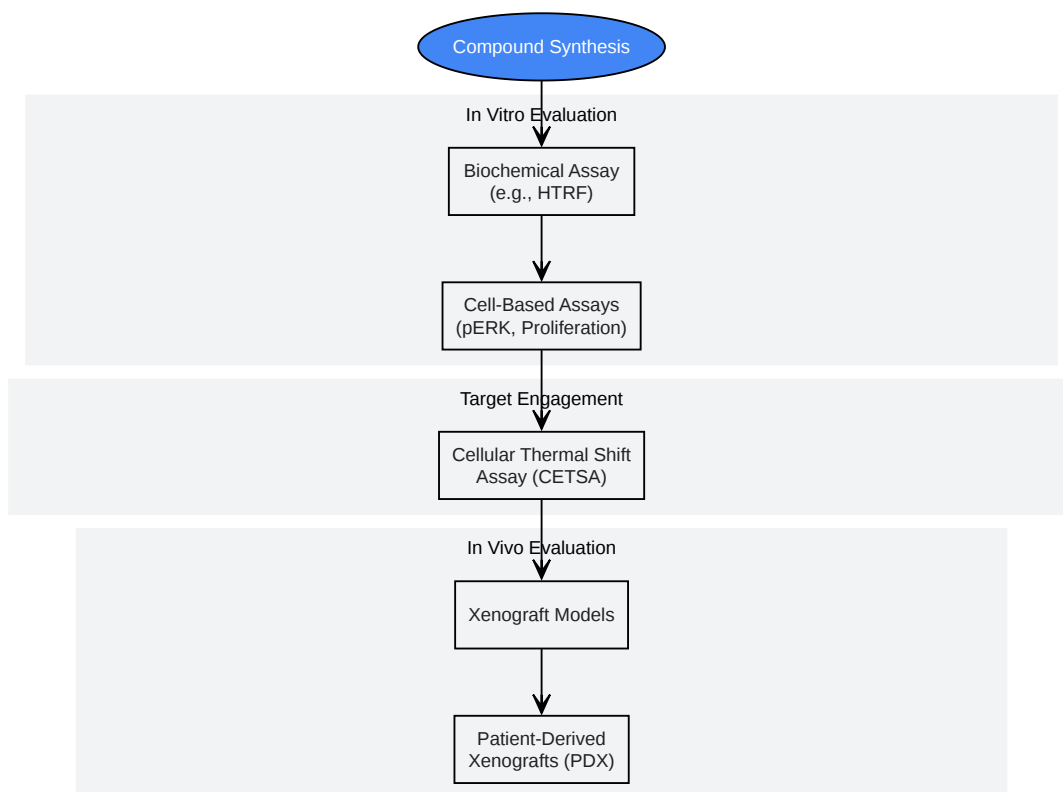 Compound Synthesis
In Vitro Evaluation
Biochemical Assay
(e.g., HTRF)
Cell-Based Assays
(pERK, Proliferation)
Target Engagement
Cellular Thermal Shift
Assay (CETSA)
In Vivo Evaluation
Xenograft Models
Patient-Derived
Xenografts (PDX)